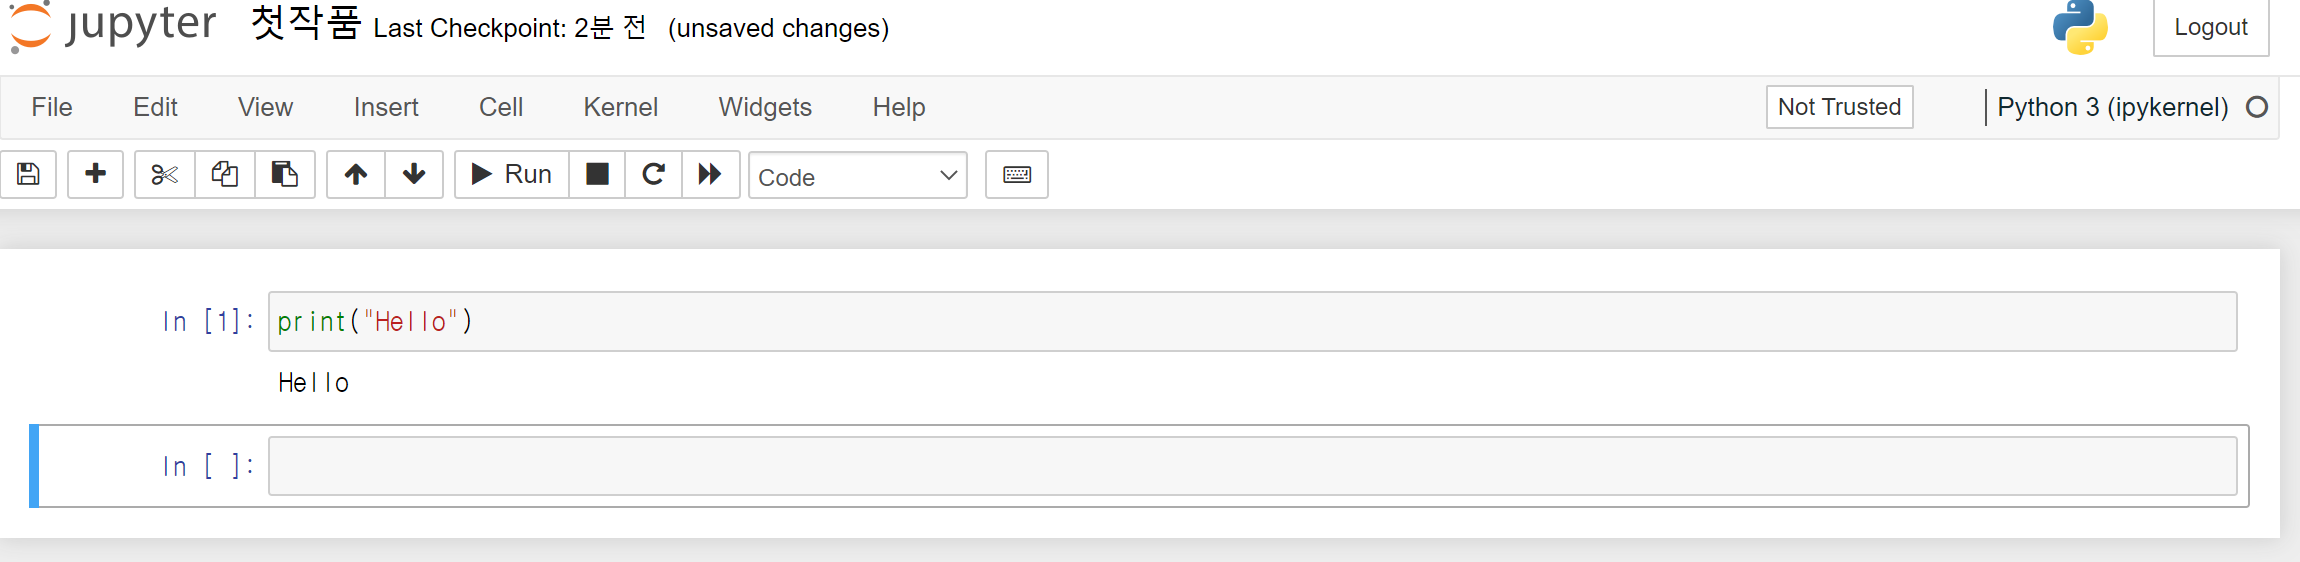 jupyter 첫작품 Last Checkpoint: 2분 전 (unsaved changes) Logout
File Edit View Insert Cell Kernel Widgets Help Not Trusted Python 3 (ipykernel)
Run Code
In [1]: print("Hello")
Hello
In [ ]: